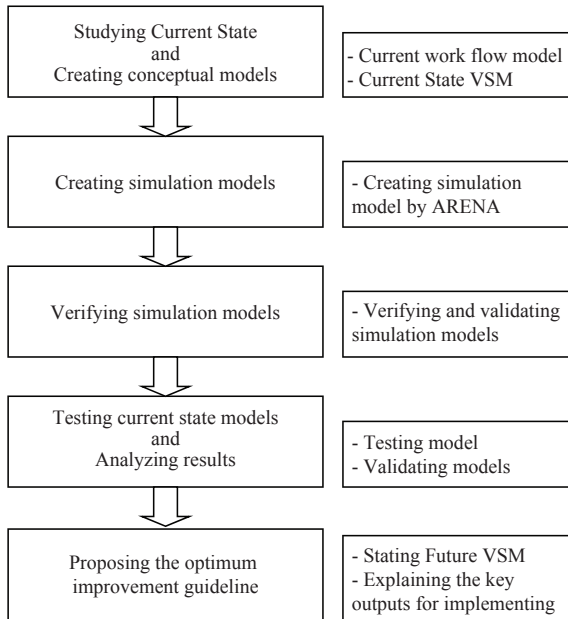 Studying Current State
and
Creating conceptual models
- Current work flow model
- Current State VSM
Creating simulation models
- Creating simulation
model by ARENA
Verifying simulation models
- Verifying and validating
simulation models
Testing current state models
and
Analyzing results
- Testing model
- Validating models
Proposing the optimum
improvement guideline
- Stating Future VSM
- Explaining the key
outputs for implementing